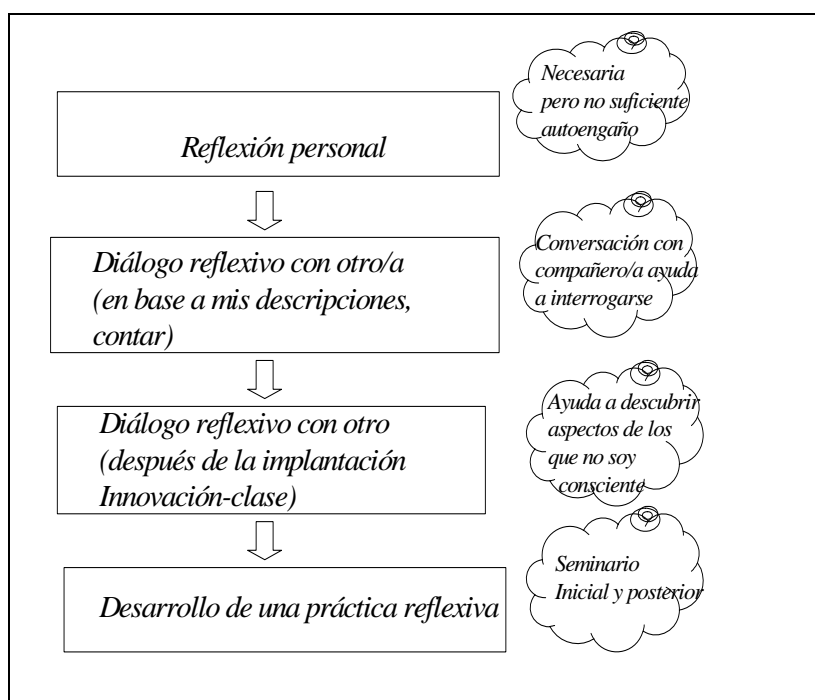 Necesaria
pero no suficiente
autoengaño
Reflexión personal
Conversación con
compañero/a ayuda
a interrogarse
Diálogo reflexivo con otro/a
(en base a mis descripciones,
contar)
Ayuda a descubrir
aspectos de los
que no soy
consciente
Diálogo reflexivo con otro
(después de la implantación
Innovación-clase)
Seminario
Inicial y posterior
Desarrollo de una práctica reflexiva